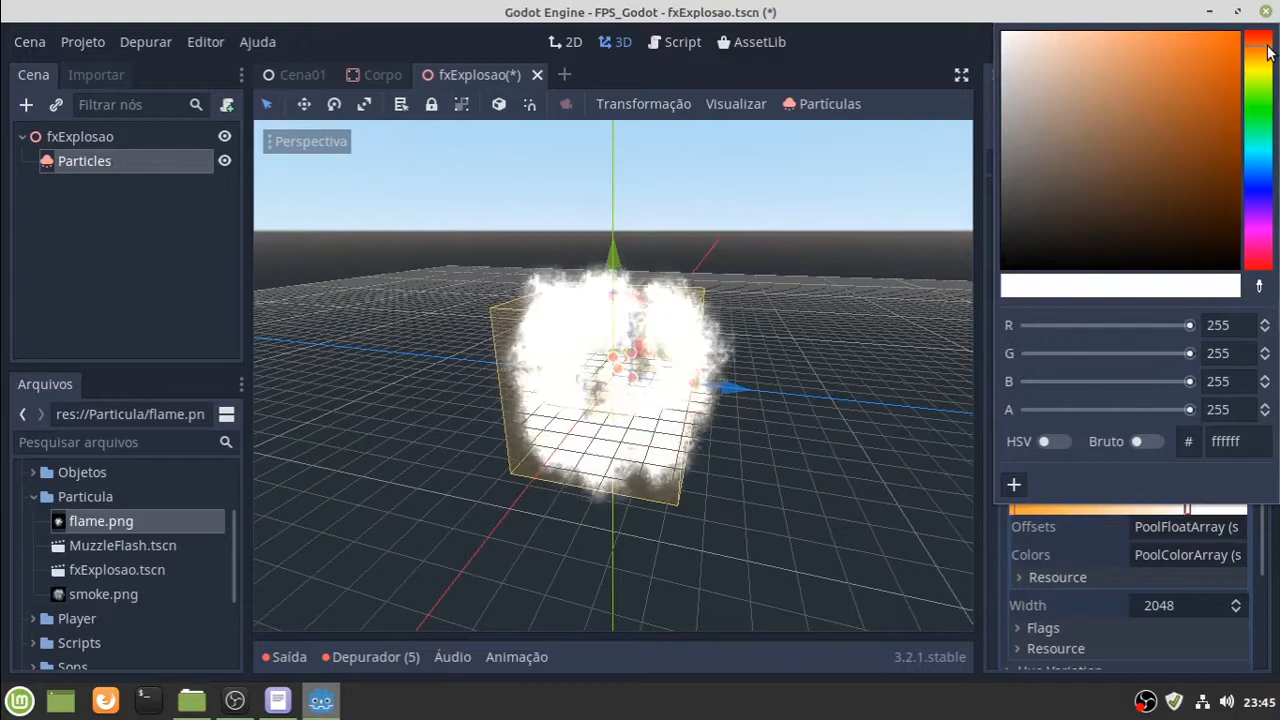 Godot Engine - FPS_Godot - fxExplosao.tscn (*)
Cena Projeto Depurar Editor Ajuda
2D 3D Script AssetLib
Cena Importar
Cena01 Corpo fxExplosao(*)
Filtrar nós
Transformação Visualizar Partículas
fxExplosao
Particles
Perspectiva
R 255
G 255
B 255
A 255
HSV Bruto # ffffff
Arquivos
res://Particula/flame.pn
Pesquisar arquivos
Objetos
Particula
flame.png
MuzzleFlash.tscn
fxExplosao.tscn
smoke.png
Player
Scripts
Sons
Offsets PoolFloatArray (s
Colors PoolColorArray (s
Resource
Width 2048
Flags
Resource
Hue Variation
Saída Depurador (5) Áudio Animação 3.2.1.stable
23:45